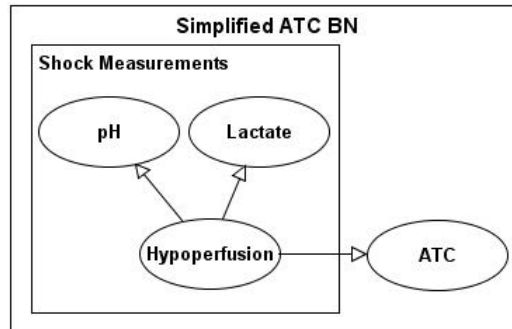 Simplified ATC BN
Shock Measurements
pH
Lactate
Hypoperfusion
ATC